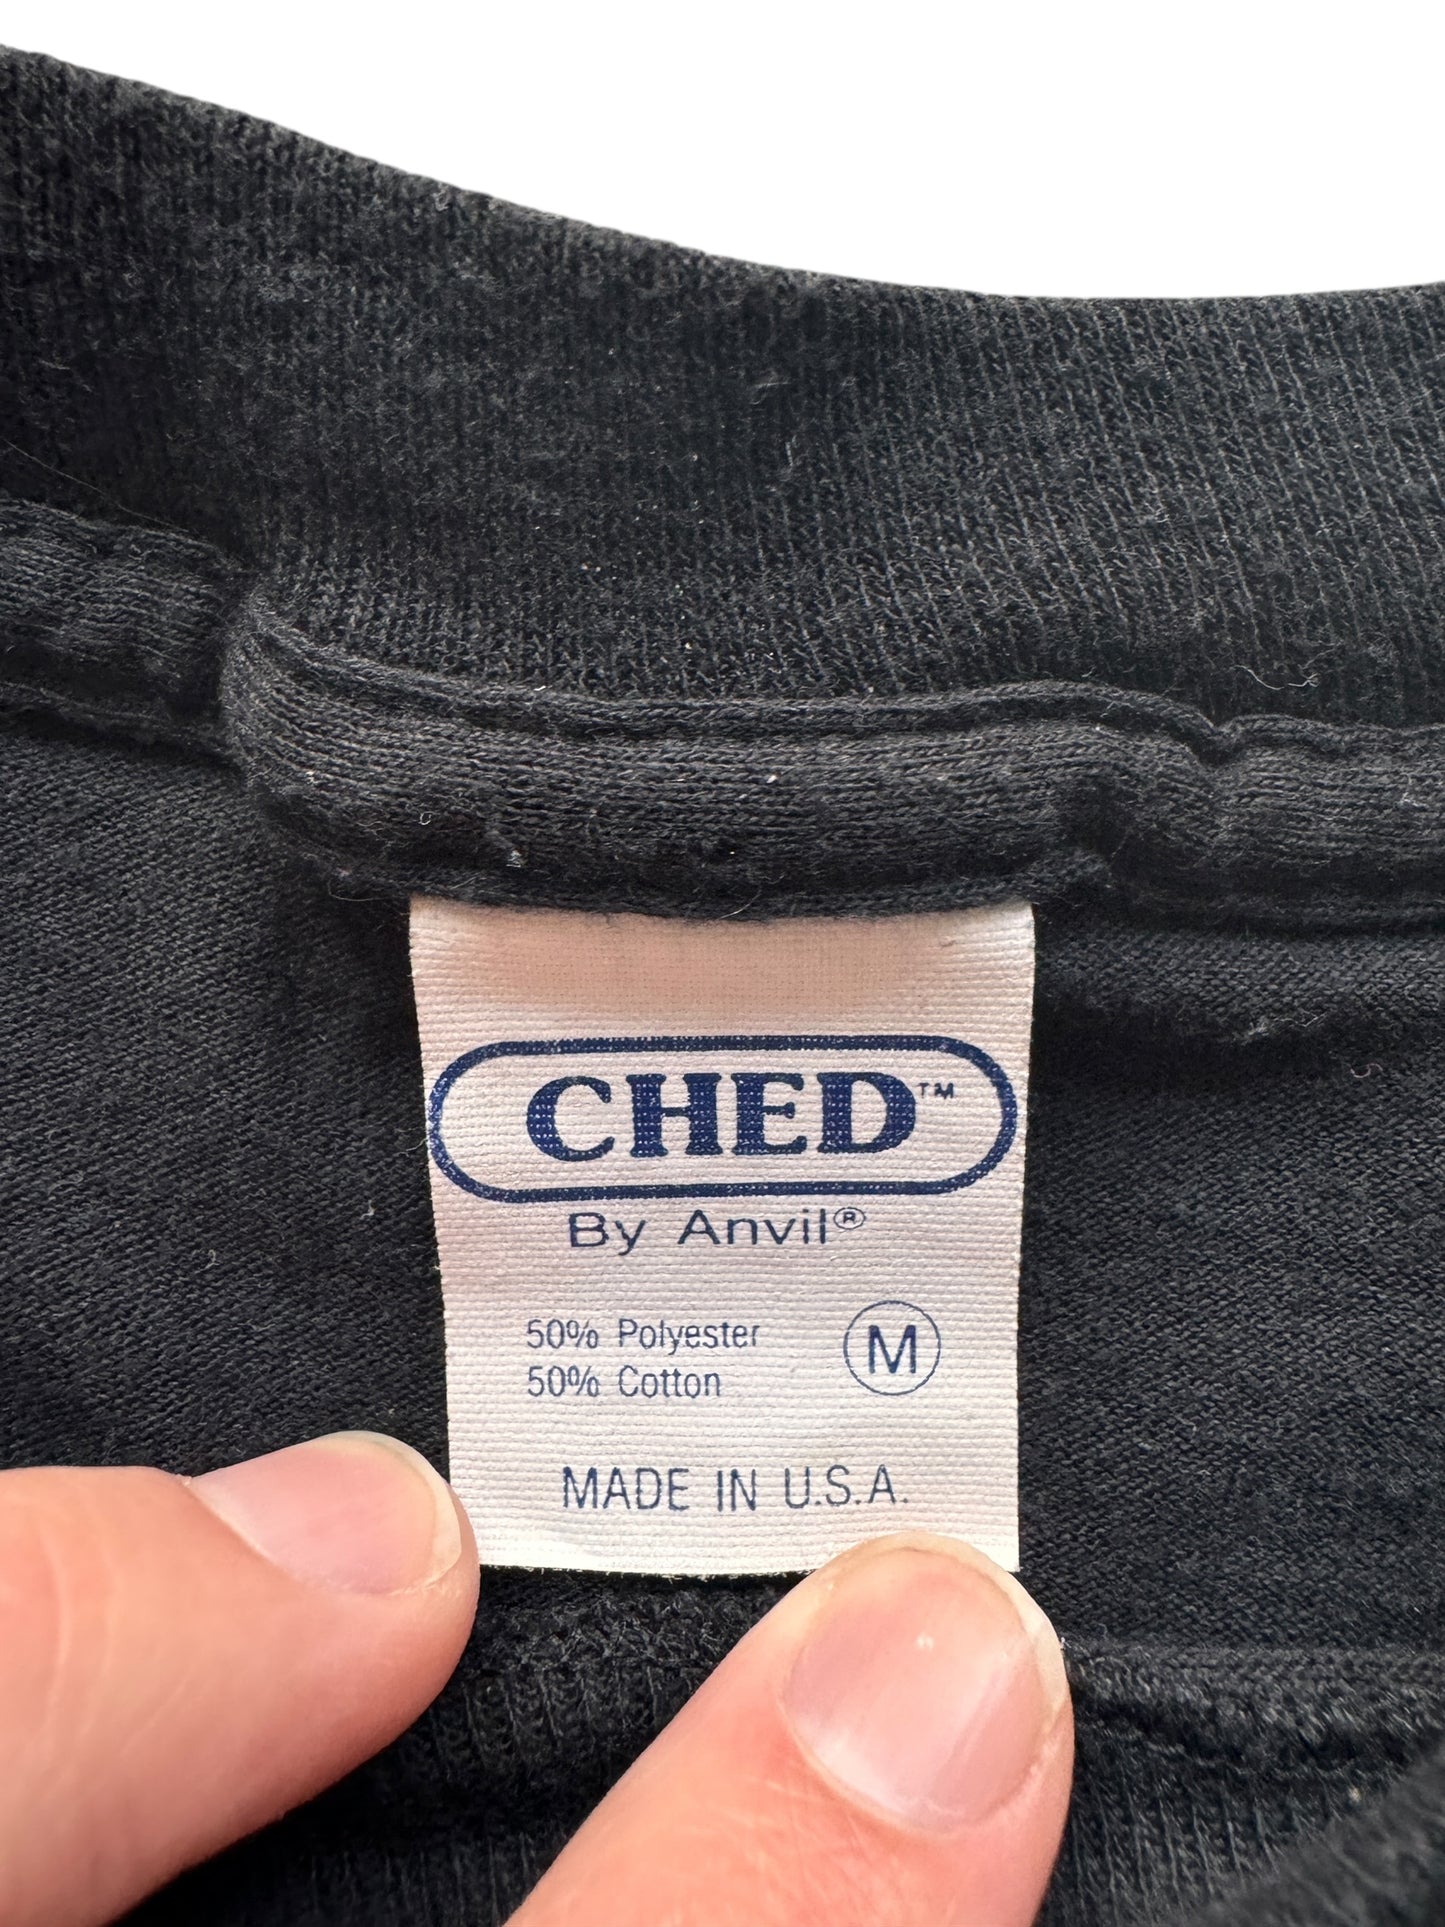 CHED™
By Anvil®
50% Polyester
50% Cotton
M
MADE IN U.S.A.